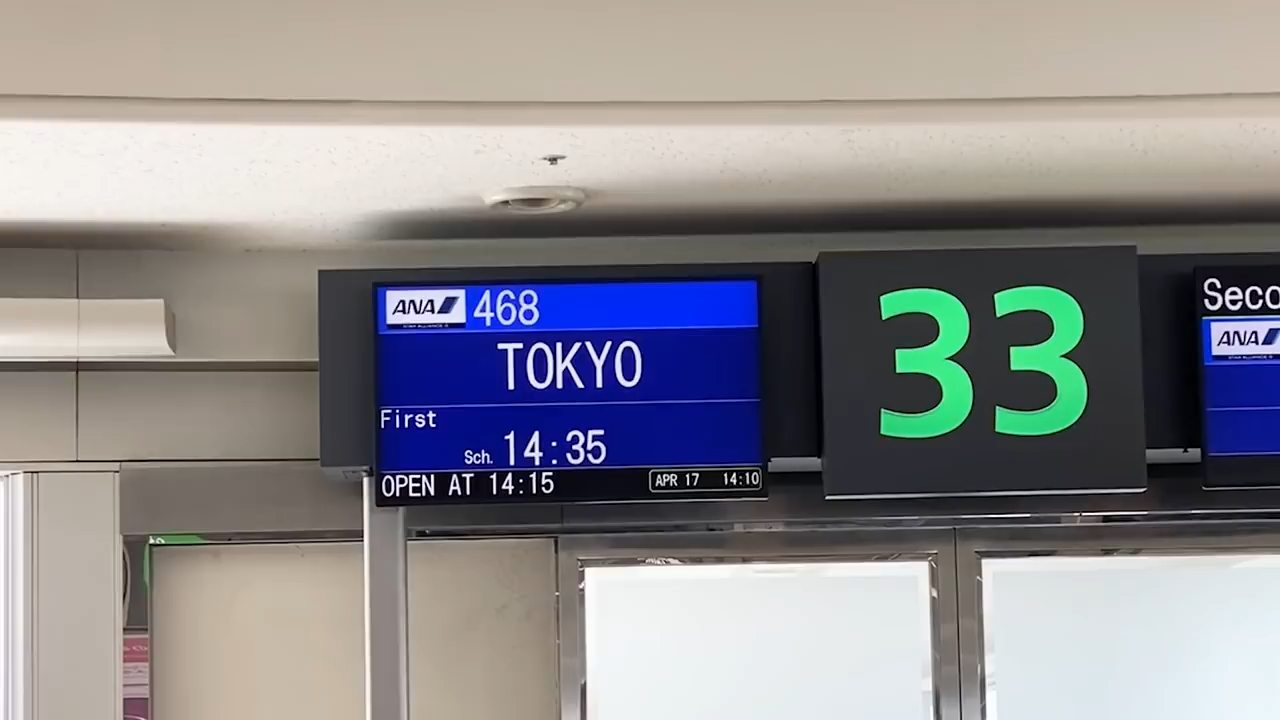 ANA 468
TOKYO
First
Sch. 14:35
OPEN AT 14:15 APR 17 14:10
33
Seco
ANA